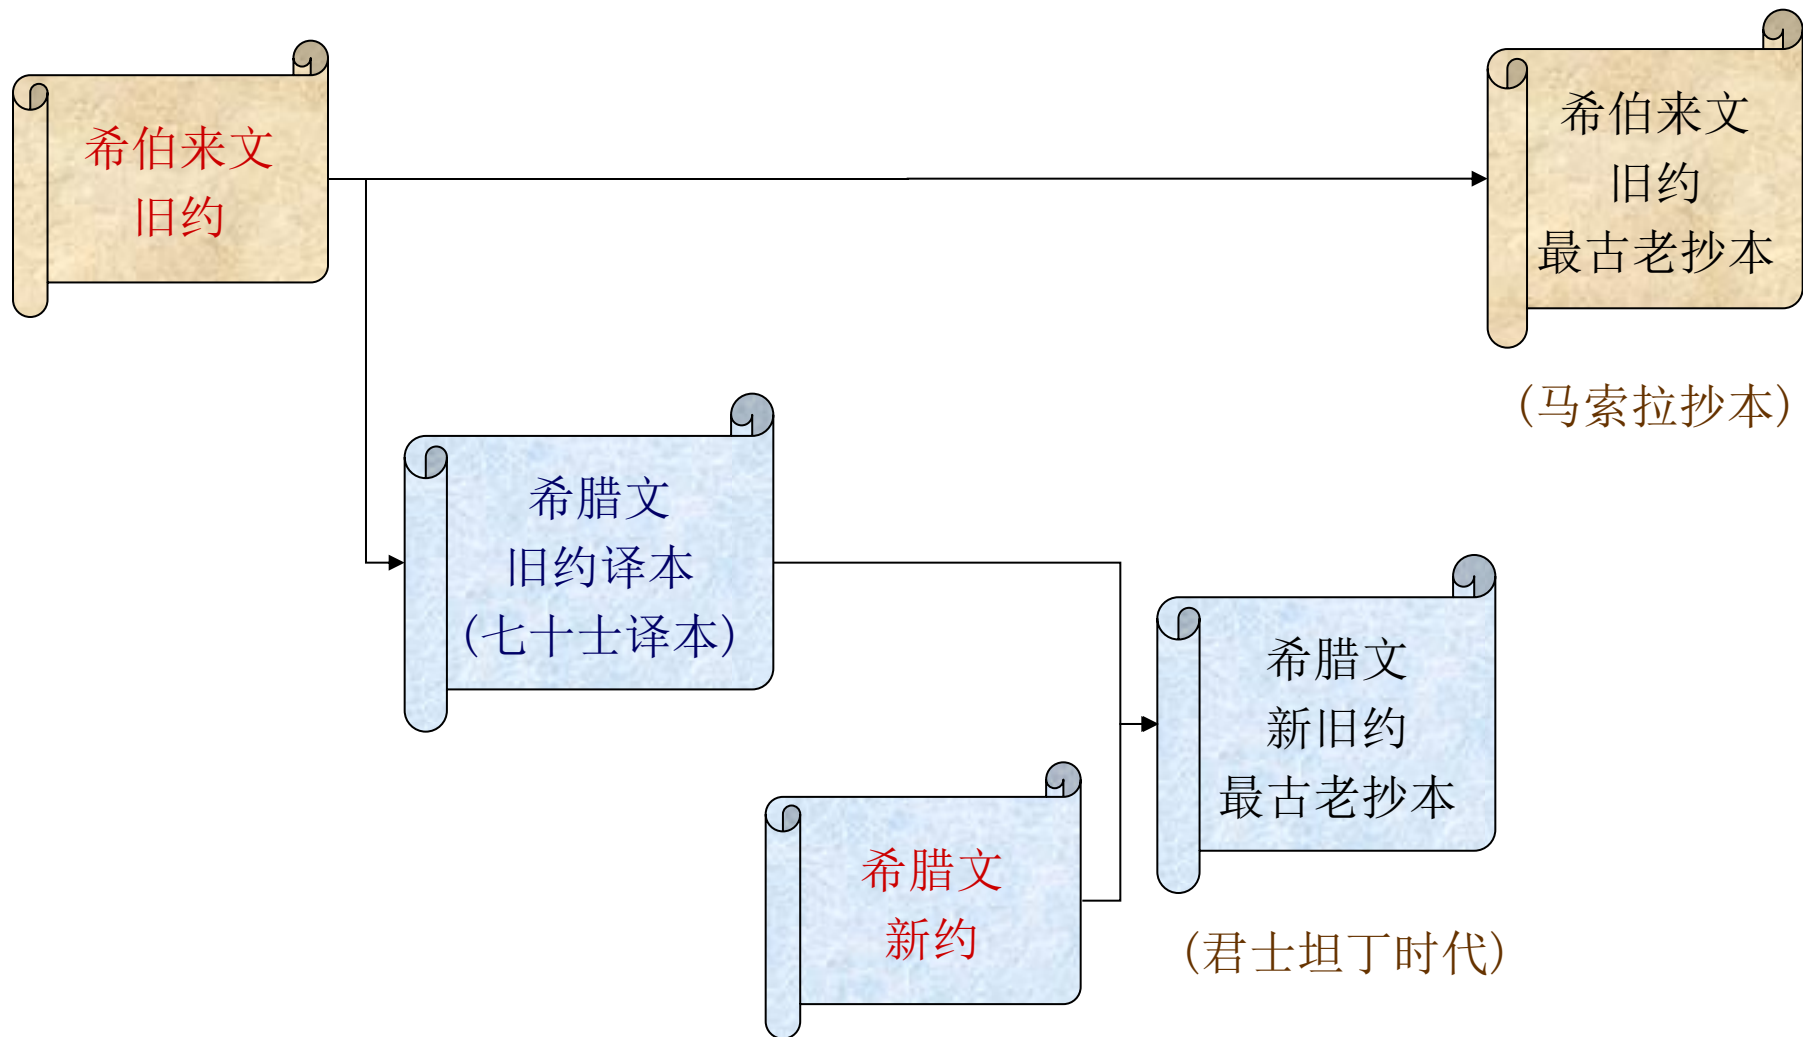 希伯来文
旧约
希伯来文
旧约
最古老抄本
(马索拉抄本)
希腊文
旧约译本
(七十士译本)
希腊文
新旧约
最古老抄本
希腊文
新约
(君士坦丁时代)